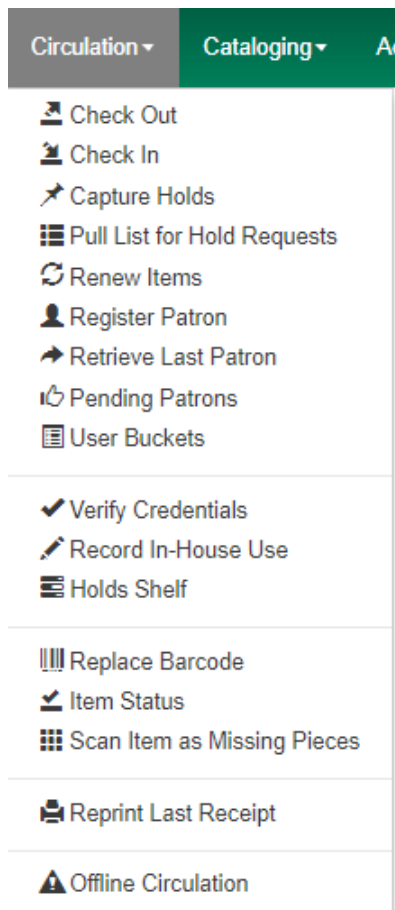 Circulation Cataloging
Check Out
Check In
Capture Holds
Pull List for Hold Requests
Renew Items
Register Patron
Retrieve Last Patron
Pending Patrons
User Buckets
Verify Credentials
Record In-House Use
Holds Shelf
Replace Barcode
Item Status
Scan Item as Missing Pieces
Reprint Last Receipt
Offline Circulation